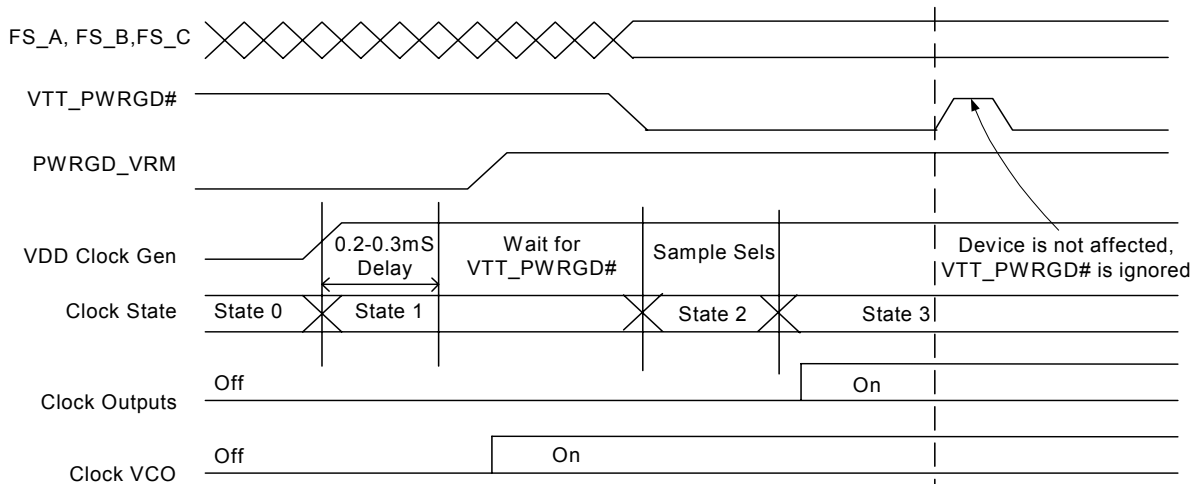 FS_A, FS_B,FS_C
VTT_PWRGD#
PWRGD_VRM
VDD Clock Gen
0.2-0.3mS
Delay
Wait for
VTT_PWRGD#
Sample Sels
Device is not affected,
VTT_PWRGD# is ignored
Clock State
State 0
State 1
State 2
State 3
Clock Outputs
Off
On
Clock VCO
Off
On